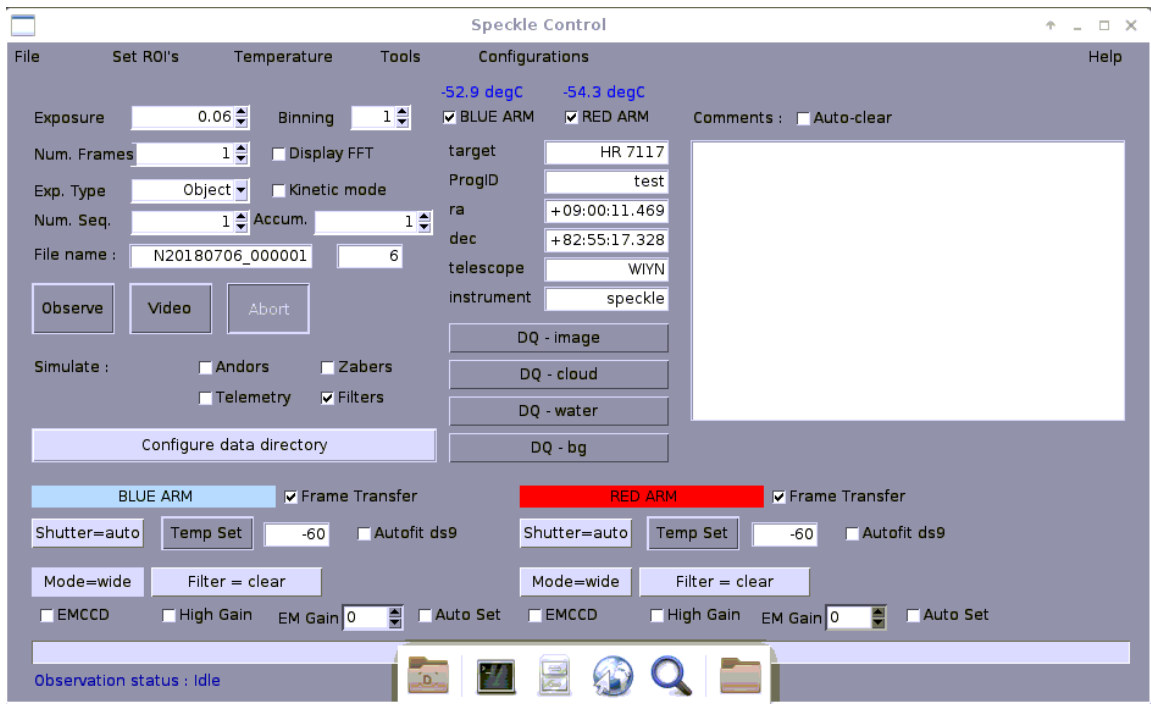 Speckle Control
File Set ROI's Temperature Tools Configurations Help
-52.9 degC -54.3 degC
Exposure 0.06 Binning 1 BLUE ARM RED ARM Comments : Auto-clear
Num. Frames 1 Display FFT target HR 7117
Exp. Type Object Kinetic mode ProgID test
Num. Seq. 1 Accum. 1 ra +09:00:11.469
dec +82:55:17.328
File name : N20180706_000001 6
telescope WIYN
instrument speckle
Observe Video Abort
DQ - image
Simulate : Andors Zabers
DQ - cloud
Telemetry Filters
DQ - water
Configure data directory DQ - bg
BLUE ARM Frame Transfer RED ARM Frame Transfer
Shutter=auto Temp Set -60 Autofit ds9 Shutter=auto Temp Set -60 Autofit ds9
Mode=wide Filter = clear Mode=wide Filter = clear
EMCCD High Gain EM Gain 0 Auto Set EMCCD High Gain EM Gain 0 Auto Set
Observation status : Idle